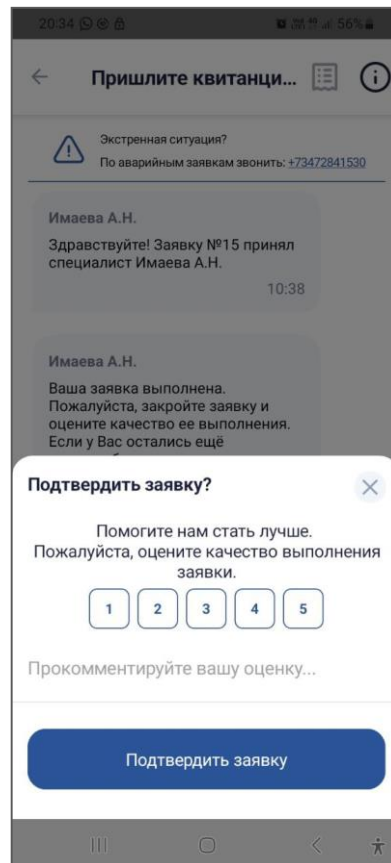 20:34 56%
Пришлите квитанци...
Экстренная ситуация?
По аварийным заявкам звонить: +73472841530
Имаева А.Н.
Здравствуйте! Заявку №15 принял
специалист Имаева А.Н.
10:38
Имаева А.Н.
Ваша заявка выполнена.
Пожалуйста, закройте заявку и
оцените качество ее выполнения.
Если у Вас остались ещё
Подтвердить заявку?
Помогите нам стать лучше.
Пожалуйста, оцените качество выполнения
заявки.
1 2 3 4 5
Прокомментируйте вашу оценку...
Подтвердить заявку